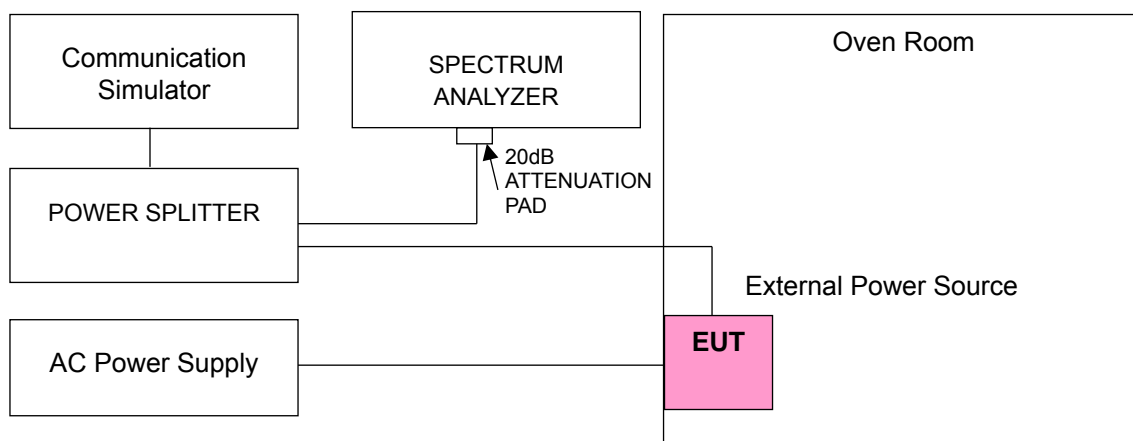 Communication
Simulator
SPECTRUM
ANALYZER
Oven Room
20dB
ATTENUATION
PAD
POWER SPLITTER
External Power Source
AC Power Supply
EUT